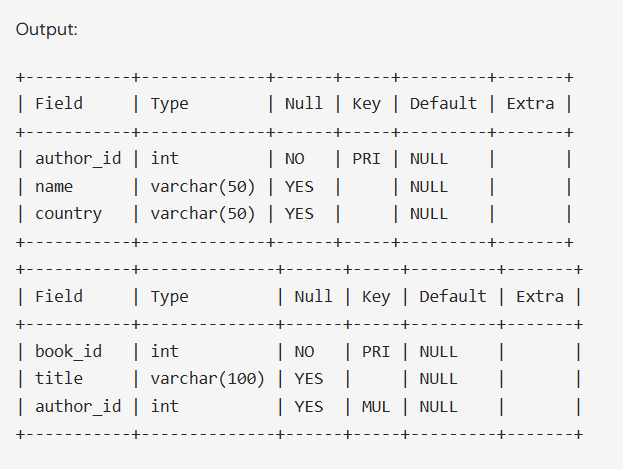 Output:
+-----------+-------------+------+-----+---------+-------+
| Field     | Type        | Null | Key | Default | Extra |
+-----------+-------------+------+-----+---------+-------+
| author_id | int         | NO   | PRI | NULL    |       |
| name      | varchar(50) | YES  |     | NULL    |       |
| country   | varchar(50) | YES  |     | NULL    |       |
+-----------+-------------+------+-----+---------+-------+
+-----------+--------------+------+-----+---------+-------+
| Field     | Type         | Null | Key | Default | Extra |
+-----------+--------------+------+-----+---------+-------+
| book_id   | int          | NO   | PRI | NULL    |       |
| title     | varchar(100) | YES  |     | NULL    |       |
| author_id | int          | YES  | MUL | NULL    |       |
+-----------+--------------+------+-----+---------+-------+